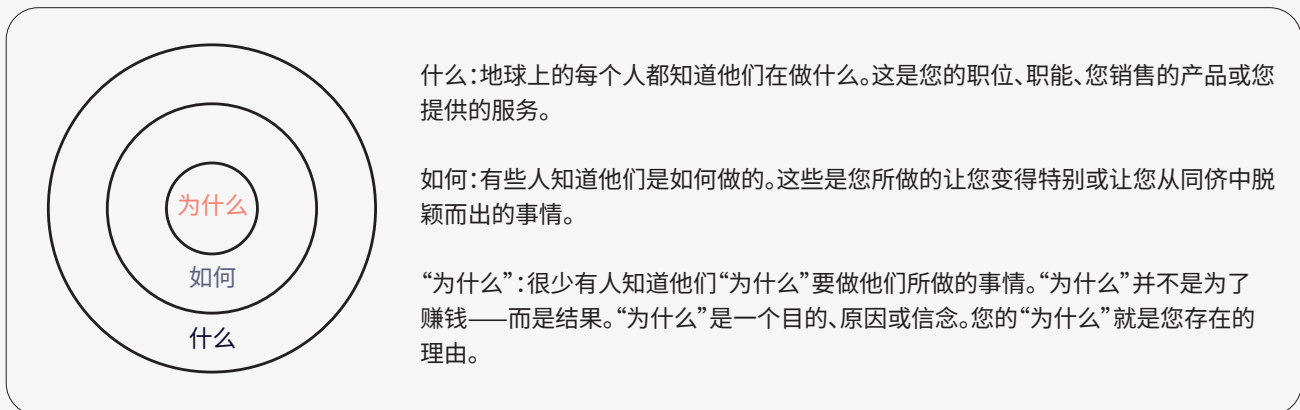 为什么
如何
什么
什么：地球上的每个人都知道他们在做什么。这是您的职位、职能、您销售的产品或您
提供的服务。
如何：有些人知道他们是如何做的。这些是您所做的让您变得特别或让您从同侪中脱
颖而出的事情。
“为什么”：很少有人知道他们“为什么”要做他们所做的事情。“为什么”并不是为了
赚钱——而是结果。“为什么”是一个目的、原因或信念。您的“为什么”就是您存在的
理由。